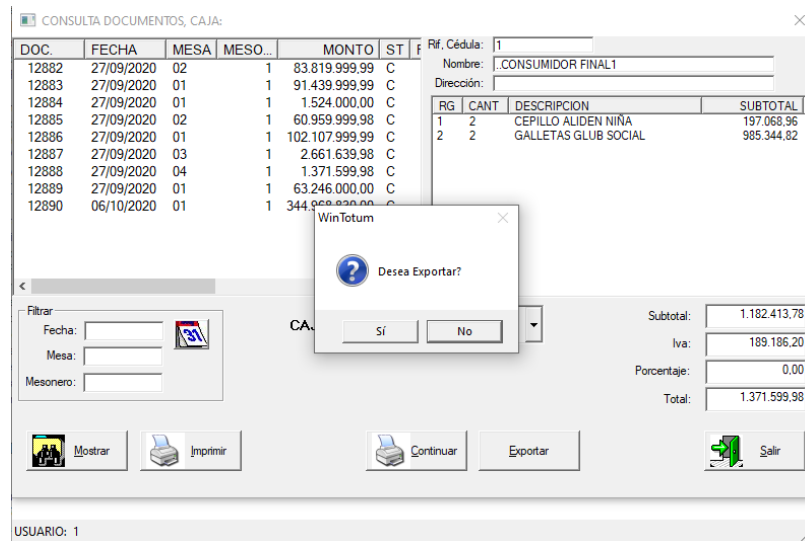 CONSULTA DOCUMENTOS, CAJA:
DOC. FECHA MESA MESO... MONTO ST
12882 27/09/2020 02 1 83.819.999,99 C
12883 27/09/2020 01 1 91.439.999,99 C
12884 27/09/2020 01 1 1.524.000,00 C
12885 27/09/2020 02 1 60.959.999,98 C
12886 27/09/2020 01 1 102.107.999,99 C
12887 27/09/2020 03 1 2.661.639,98 C
12888 27/09/2020 04 1 1.371.599,98 C
12889 27/09/2020 01 1 63.246.000,00 C
12890 06/10/2020 01 1
Rif, Cédula: 1
Nombre: ..CONSUMIDOR FINAL1
Dirección:
RG CANT DESCRIPCION SUBTOTAL
1 2 CEPILLO ALIDEN NIÑA 197.068,96
2 2 GALLETAS GLUB SOCIAL 985.344,82
WinTotum
Desea Exportar?
Sí No
Filtrar
Fecha:
31
Mesa:
Mesonero:
Subtotal: 1.182.413,78
Iva: 189.186,20
Porcentaje: 0,00
Total: 1.371.599,98
Mostrar Imprimir Continuar Exportar Salir
USUARIO: 1